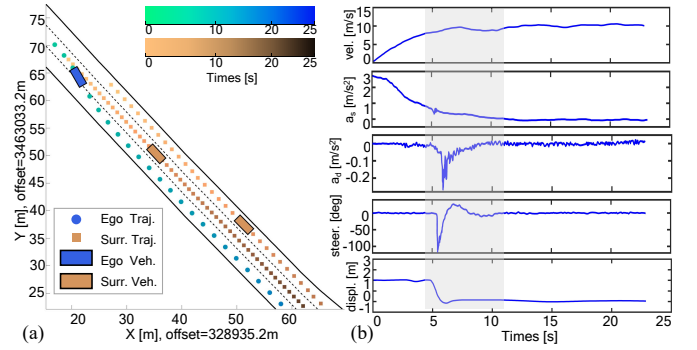 0 5 10 15 20 25
0 5 10 15 20 25
Times [s]
75
70
65
60
55
50
45
40
35
30
25
Y [m], offset=3463033.2m
Ego Traj.
Surr. Traj.
Ego Veh.
Surr. Veh.
20 30 40 50 60
(a)
X [m], offset=328935.2m
vel. [m/s]
10
5
0
a_s [m/s²]
3
2
1
0
a_d [m/s²]
0
-0.1
-0.2
steer. [deg]
0
-50
-100
displ. [m]
2
1
0
-1
0 5 10 15 20 25
(b)
Times [s]